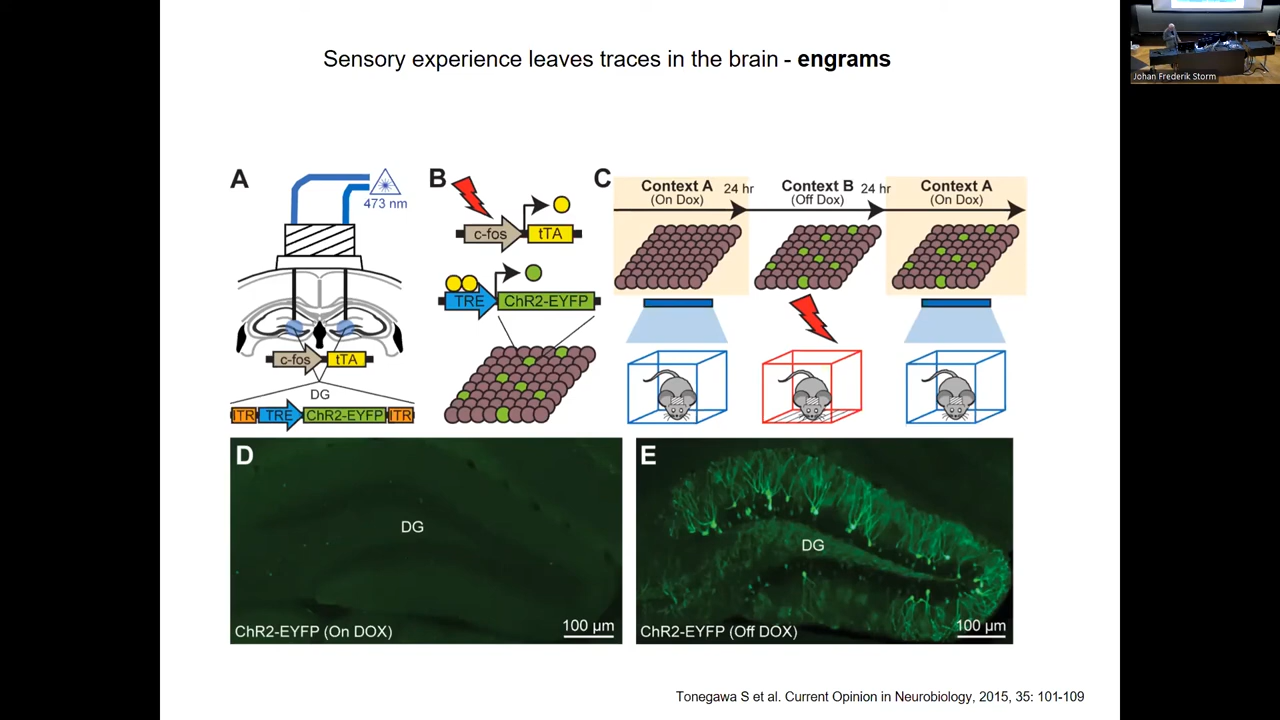 Sensory experience leaves traces in the brain - engrams
Johan Frederik Storm
A
473 nm
c-fos
tTA
DG
ITR
TRE
ChR2-EYFP
ITR
B
c-fos
tTA
TRE
ChR2-EYFP
C
Context A
(On Dox)
24 hr
Context B
(Off Dox)
24 hr
Context A
(On Dox)
D
DG
ChR2-EYFP (On DOX)
100 µm
E
DG
ChR2-EYFP (Off DOX)
100 µm
Tonegawa S et al. Current Opinion in Neurobiology, 2015, 35: 101-109